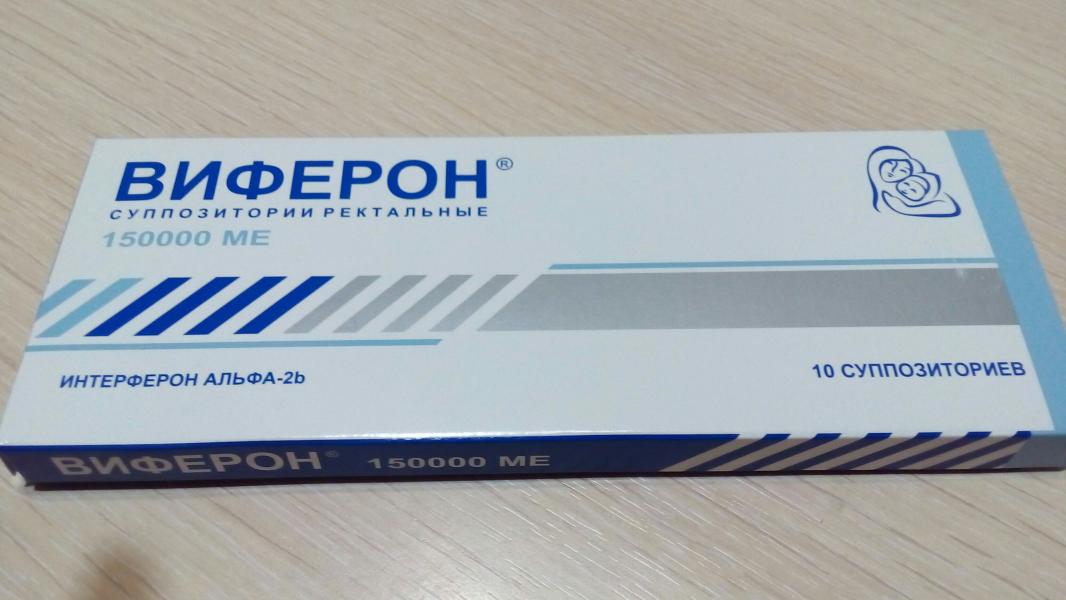 ВИФЕРОН®
СУППОЗИТОРИИ РЕКТАЛЬНЫЕ
150000 МЕ
ИНТЕРФЕРОН АЛЬФА-2b
10 СУППОЗИТОРИЕВ
ВИФЕРОН® 150000 МЕ